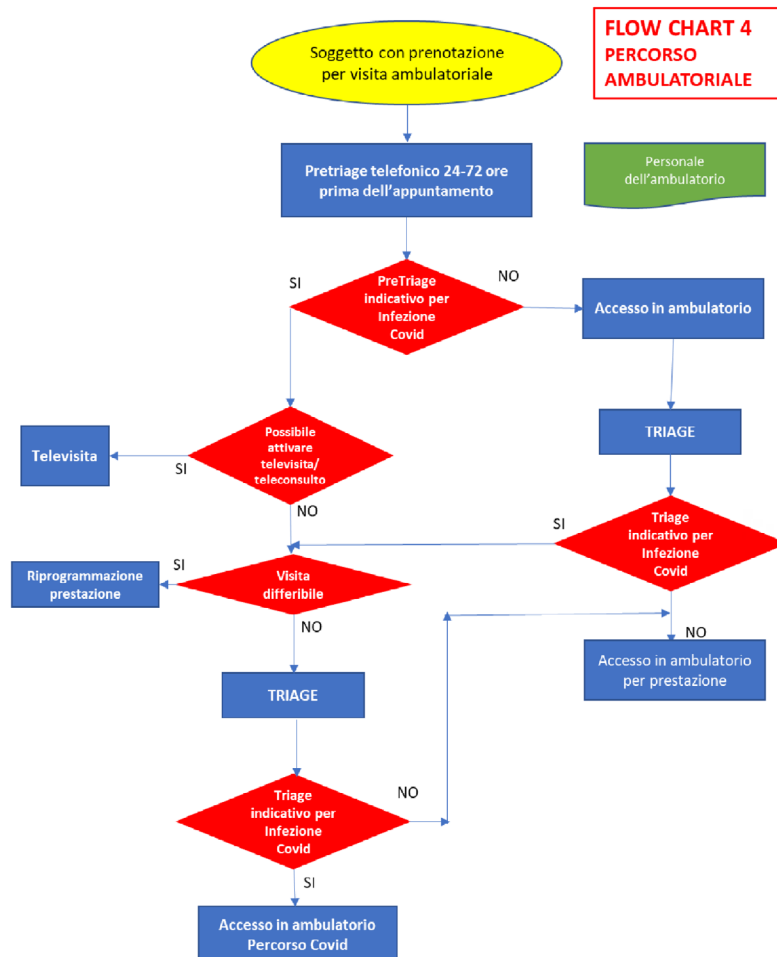 FLOW CHART 4
PERCORSO
AMBULATORIALE
Soggetto con prenotazione
per visita ambulatoriale
Pretriage telefonico 24-72 ore
prima dell'appuntamento
Personale
dell'ambulatorio
SI
PreTriage
indicativo per
Infezione
Covid
NO
Accesso in ambulatorio
TRIAGE
Televisita
SI
Possibile
attivare
televisita/
teleconsulto
NO
SI
Triage
indicativo per
Infezione
Covid
Riprogrammazione
prestazione
SI
Visita
differibile
NO
NO
Accesso in ambulatorio
per prestazione
TRIAGE
Triage
indicativo per
Infezione
Covid
NO
SI
Accesso in ambulatorio
Percorso Covid